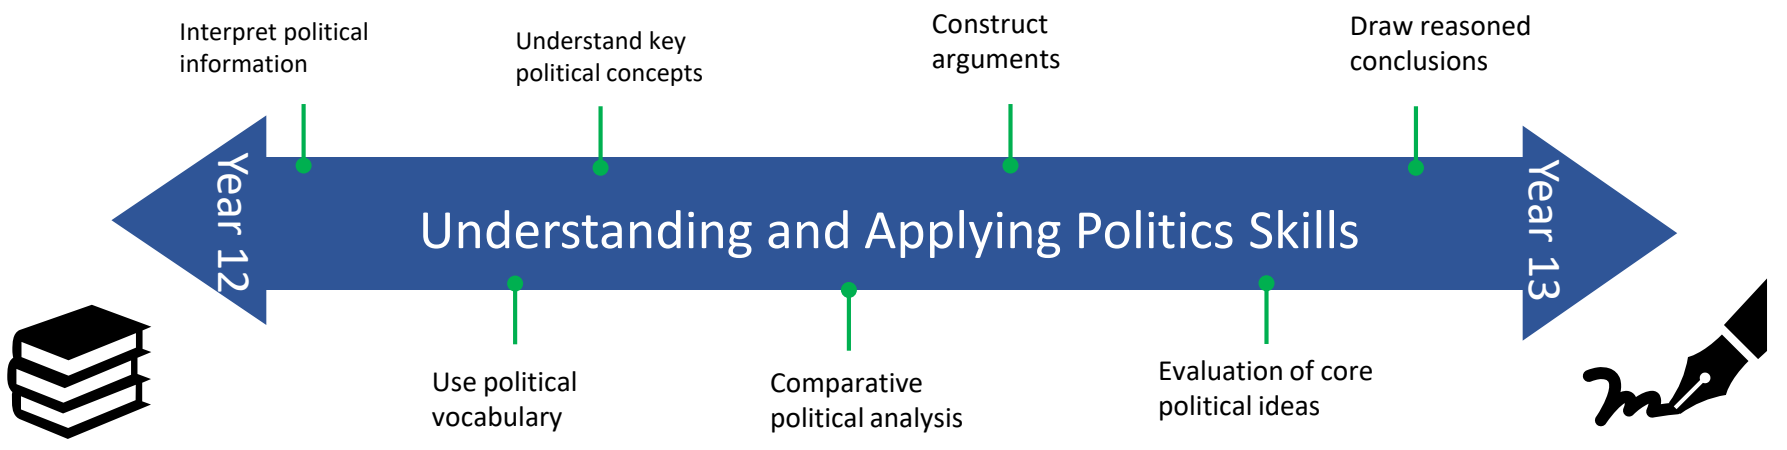 Interpret political
information
Understand key
political concepts
Construct
arguments
Draw reasoned
conclusions
Year 12
Understanding and Applying Politics Skills
Year 13
Use political
vocabulary
Comparative
political analysis
Evaluation of core
political ideas